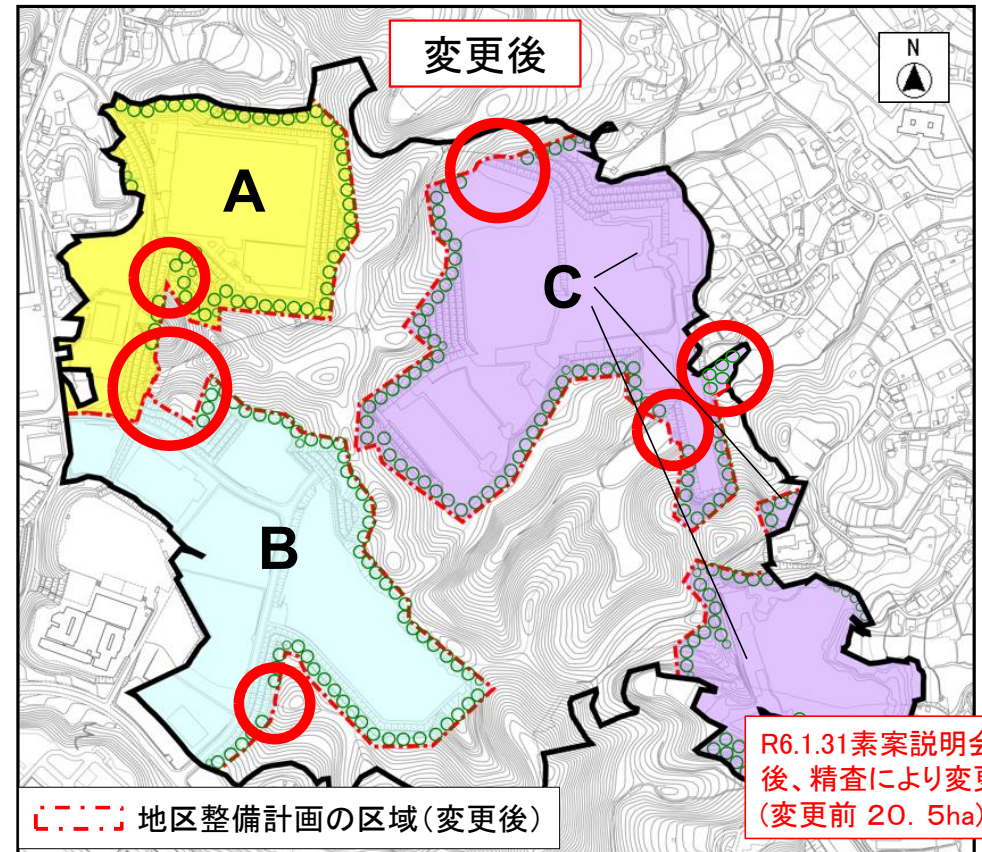 変更後
N
A
C
B
R6.1.31素案説明会
後、精査により変更
(変更前 20.5ha)
地区整備計画の区域(変更後)